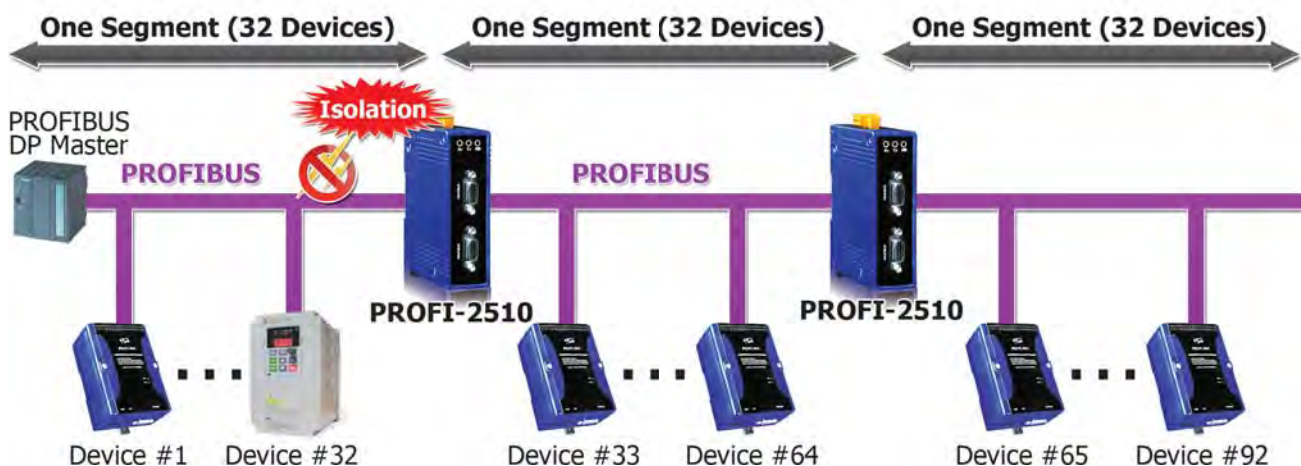 One Segment (32 Devices)
One Segment (32 Devices)
One Segment (32 Devices)
PROFIBUS
DP Master
Isolation
PROFIBUS
PROFIBUS
PROFI-2510
PROFI-2510
Device #1
Device #32
Device #33
Device #64
Device #65
Device #92